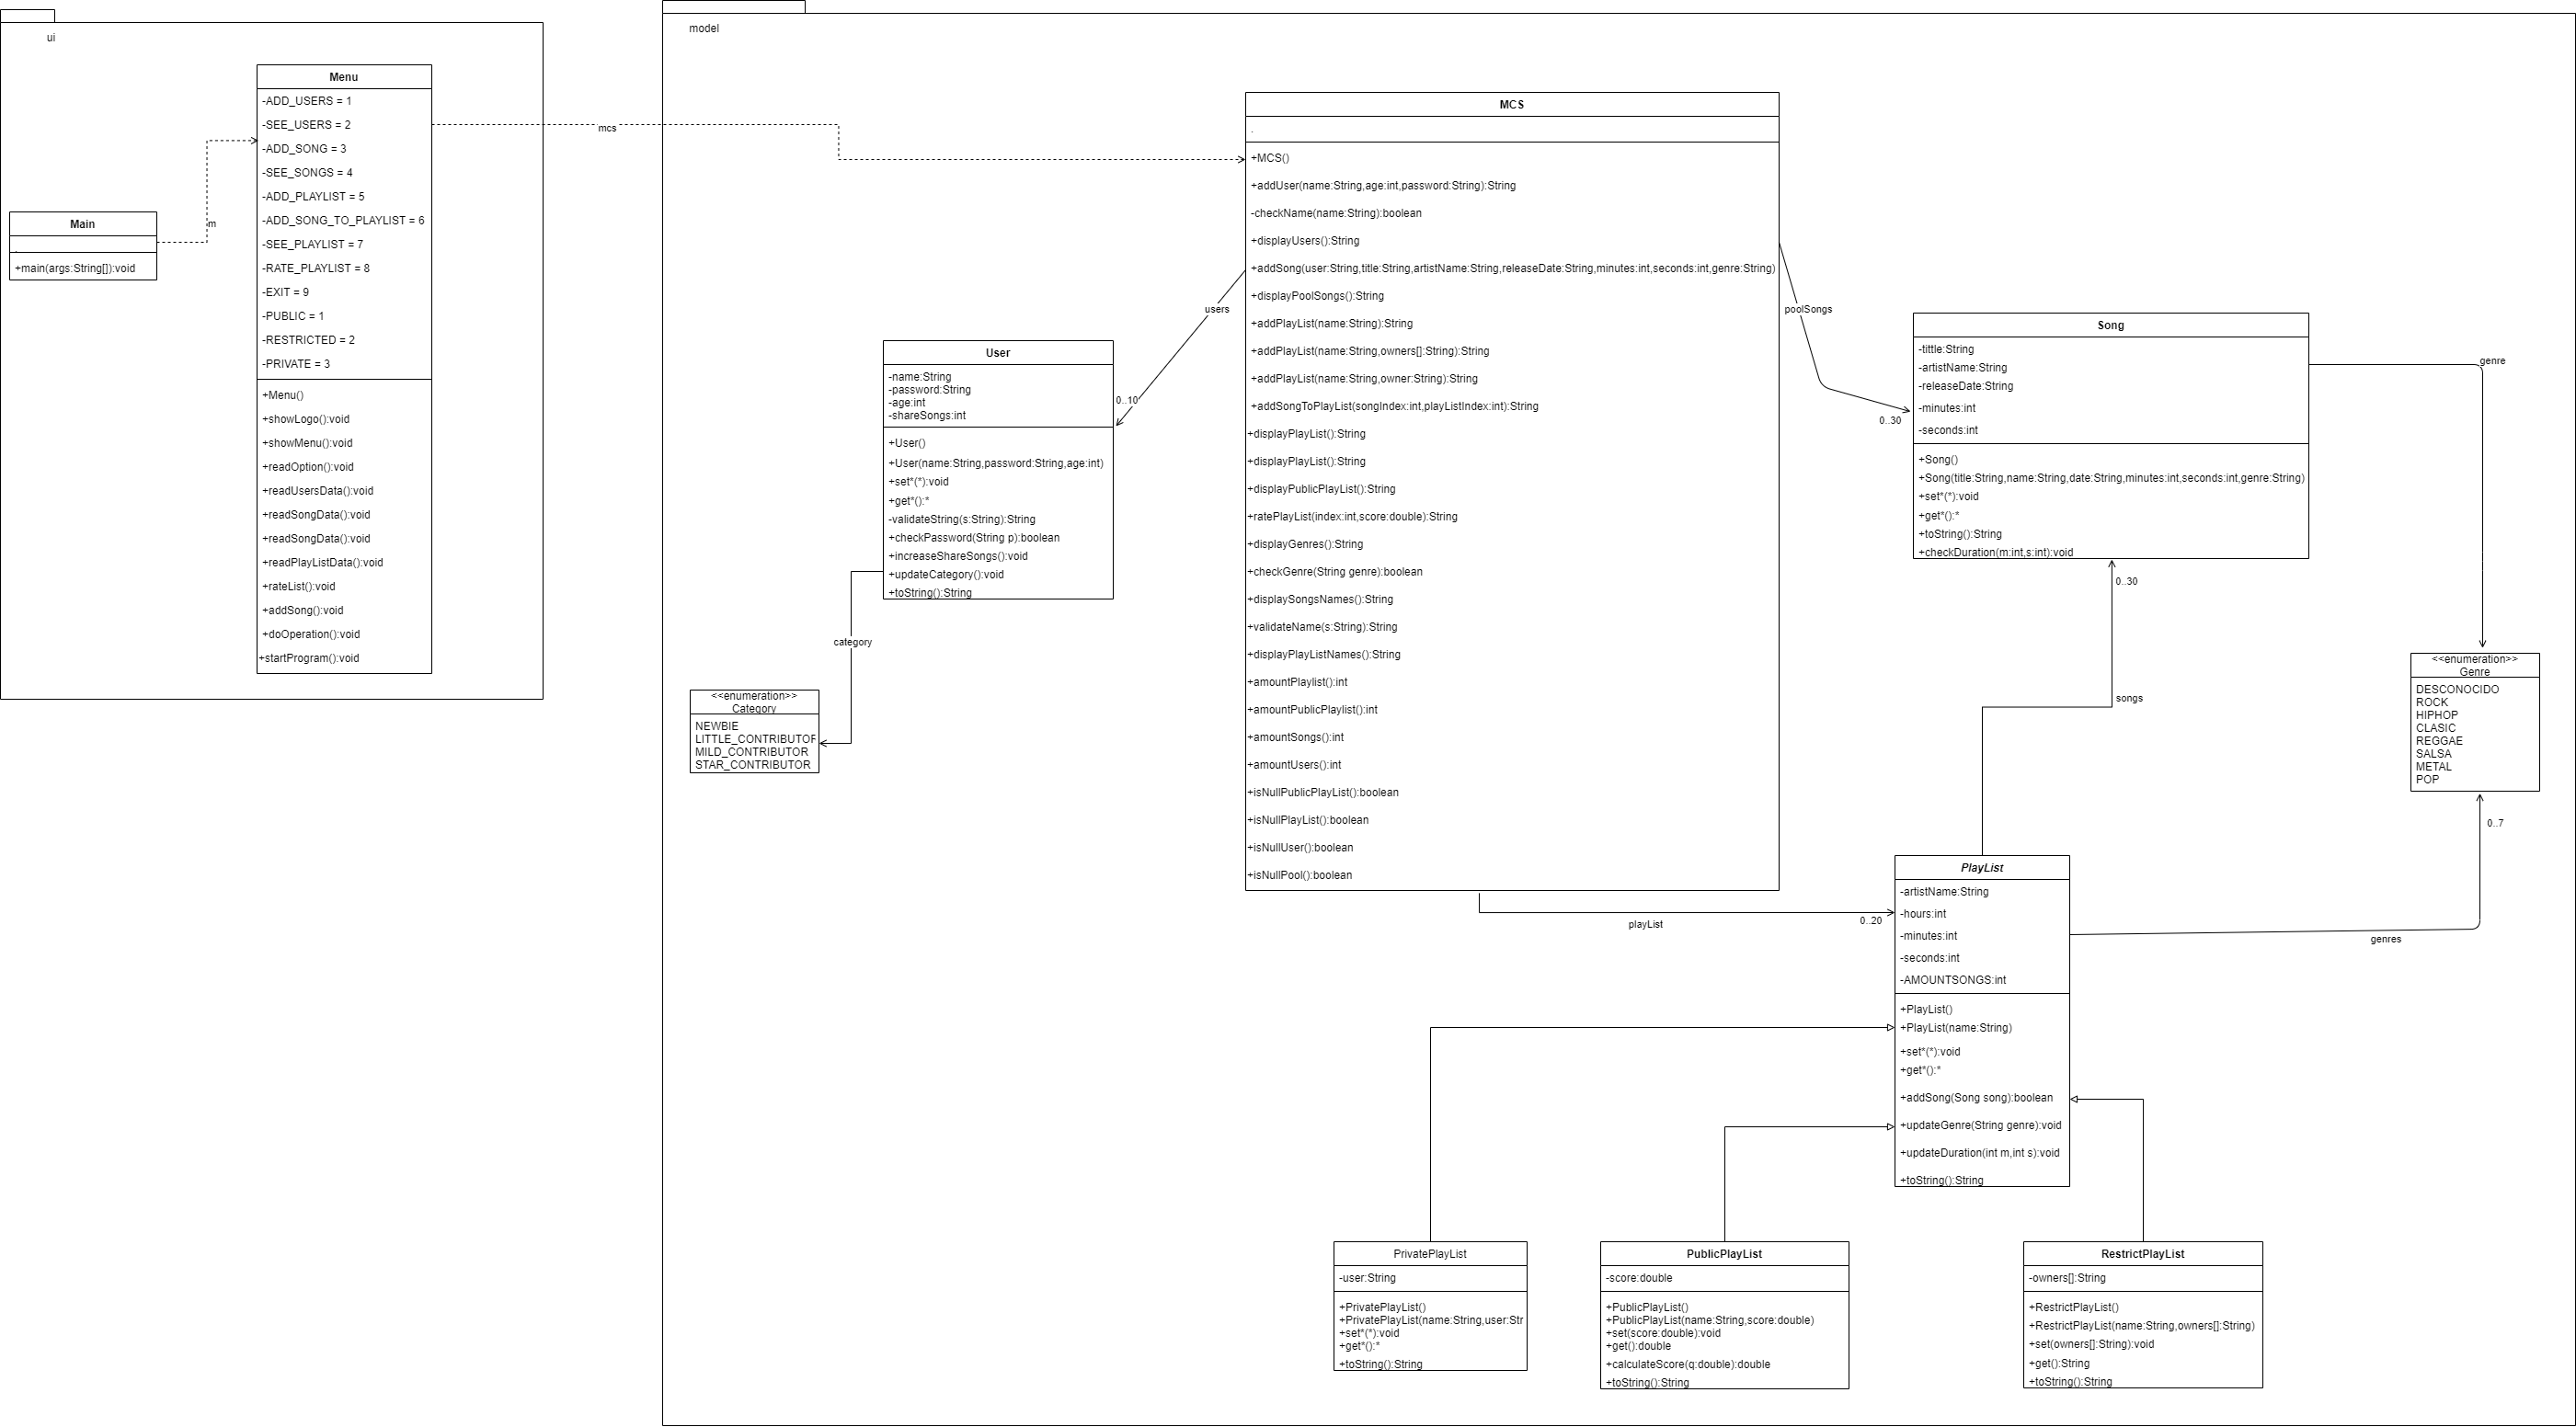 ui
Menu
-ADD_USERS = 1
-SEE_USERS = 2
-ADD_SONG = 3
-SEE_SONGS = 4
-ADD_PLAYLIST = 5
-ADD_SONG_TO_PLAYLIST = 6
-SEE_PLAYLIST = 7
-RATE_PLAYLIST = 8
-EXIT = 9
-PUBLIC = 1
-RESTRICTED = 2
-PRIVATE = 3
+Menu()
+showLogo():void
+showMenu():void
+readOption():void
+readUsersData():void
+readSongData():void
+readSongData():void
+readPlayListData():void
+rateList():void
+addSong():void
+doOperation():void
+startProgram():void
Main
+main(args:String[]):void
m
mcs
model
MCS
.
+MCS()
+addUser(name:String,age:int,password:String):String
-checkName(name:String):boolean
+displayUsers():String
+addSong(user:String,title:String,artistName:String,releaseDate:String,minutes:int,seconds:int,genre:String)
+displayPoolSongs():String
+addPlayList(name:String):String
+addPlayList(name:String,owners[]:String):String
+addPlayList(name:String,owner:String):String
+addSongToPlayList(songIndex:int,playListIndex:int):String
+displayPlayList():String
+displayPlayList():String
+displayPublicPlayList():String
+ratePlayList(index:int,score:double):String
+displayGenres():String
+checkGenre(String genre):boolean
+displaySongsNames():String
+validateName(s:String):String
+displayPlayListNames():String
+amountPlaylist():int
+amountPublicPlaylist():int
+amountSongs():int
+amountUsers():int
+isNullPublicPlayList():boolean
+isNullPlayList():boolean
+isNullUser():boolean
+isNullPool():boolean
users
0..10
User
-name:String
-password:String
-age:int
-shareSongs:int
+User()
+User(name:String,password:String,age:int)
+set*(*):void
+get*():*
-validateString(s:String):String
+checkPassword(String p):boolean
+increaseShareSongs():void
+updateCategory():void
+toString():String
category
<<enumeration>>
Category
NEWBIE
LITTLE_CONTRIBUTOR
MILD_CONTRIBUTOR
STAR_CONTRIBUTOR
poolSongs
0..30
Song
-tittle:String
-artistName:String
-releaseDate:String
-minutes:int
-seconds:int
+Song()
+Song(title:String,name:String,date:String,minutes:int,seconds:int,genre:String)
+set*(*):void
+get*():*
+toString():String
+checkDuration(m:int,s:int):void
genre
0..30
songs
<<enumeration>>
Genre
DESCONOCIDO
ROCK
HIPHOP
CLASIC
REGGAE
SALSA
METAL
POP
0..7
genres
playList
0..20
PlayList
-artistName:String
-hours:int
-minutes:int
-seconds:int
-AMOUNTSONGS:int
+PlayList()
+PlayList(name:String)
+set*(*):void
+get*():*
+addSong(Song song):boolean
+updateGenre(String genre):void
+updateDuration(int m,int s):void
+toString():String
PrivatePlayList
-user:String
+PrivatePlayList()
+PrivatePlayList(name:String,user:Str
+set*(*):void
+get*():*
+toString():String
PublicPlayList
-score:double
+PublicPlayList()
+PublicPlayList(name:String,score:double)
+set(score:double):void
+get():double
+calculateScore(q:double):double
+toString():String
RestrictPlayList
-owners[]:String
+RestrictPlayList()
+RestrictPlayList(name:String,owners[]:String)
+set(owners[]:String):void
+get():String
+toString():String